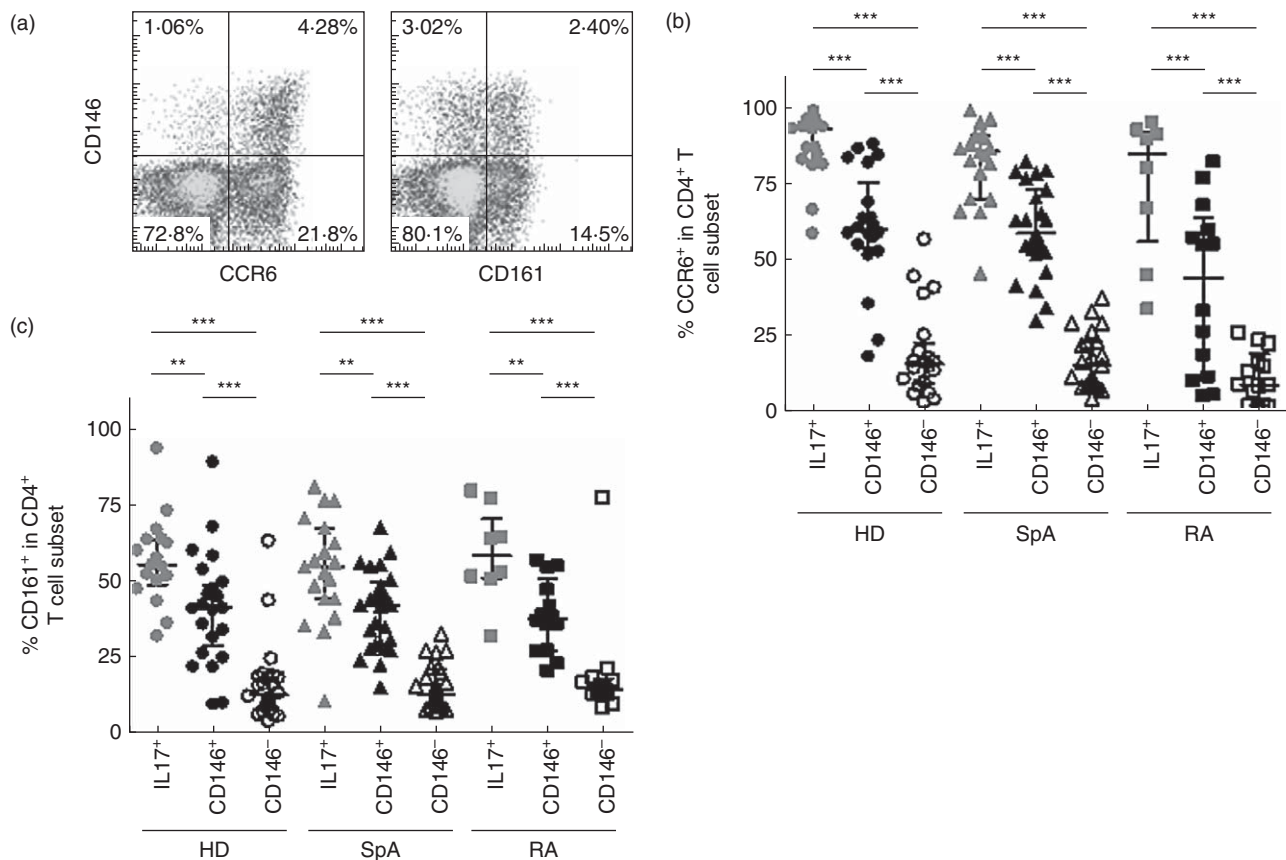 (a)
1·06% 4·28%
72·8% 21·8%
CD146
CCR6
3·02% 2·40%
80·1% 14·5%
CD161
(b)
*** *** ***
*** *** ***
*** *** ***
% CCR6+ in CD4+ T
cell subset
100
75
50
25
0
IL17+ CD146+ CD146− IL17+ CD146+ CD146− IL17+ CD146+ CD146−
HD SpA RA
(c)
*** *** ***
** ** **
*** *** ***
% CD161+ in CD4+
T cell subset
100
75
50
25
0
IL17+ CD146+ CD146− IL17+ CD146+ CD146− IL17+ CD146+ CD146−
HD SpA RA